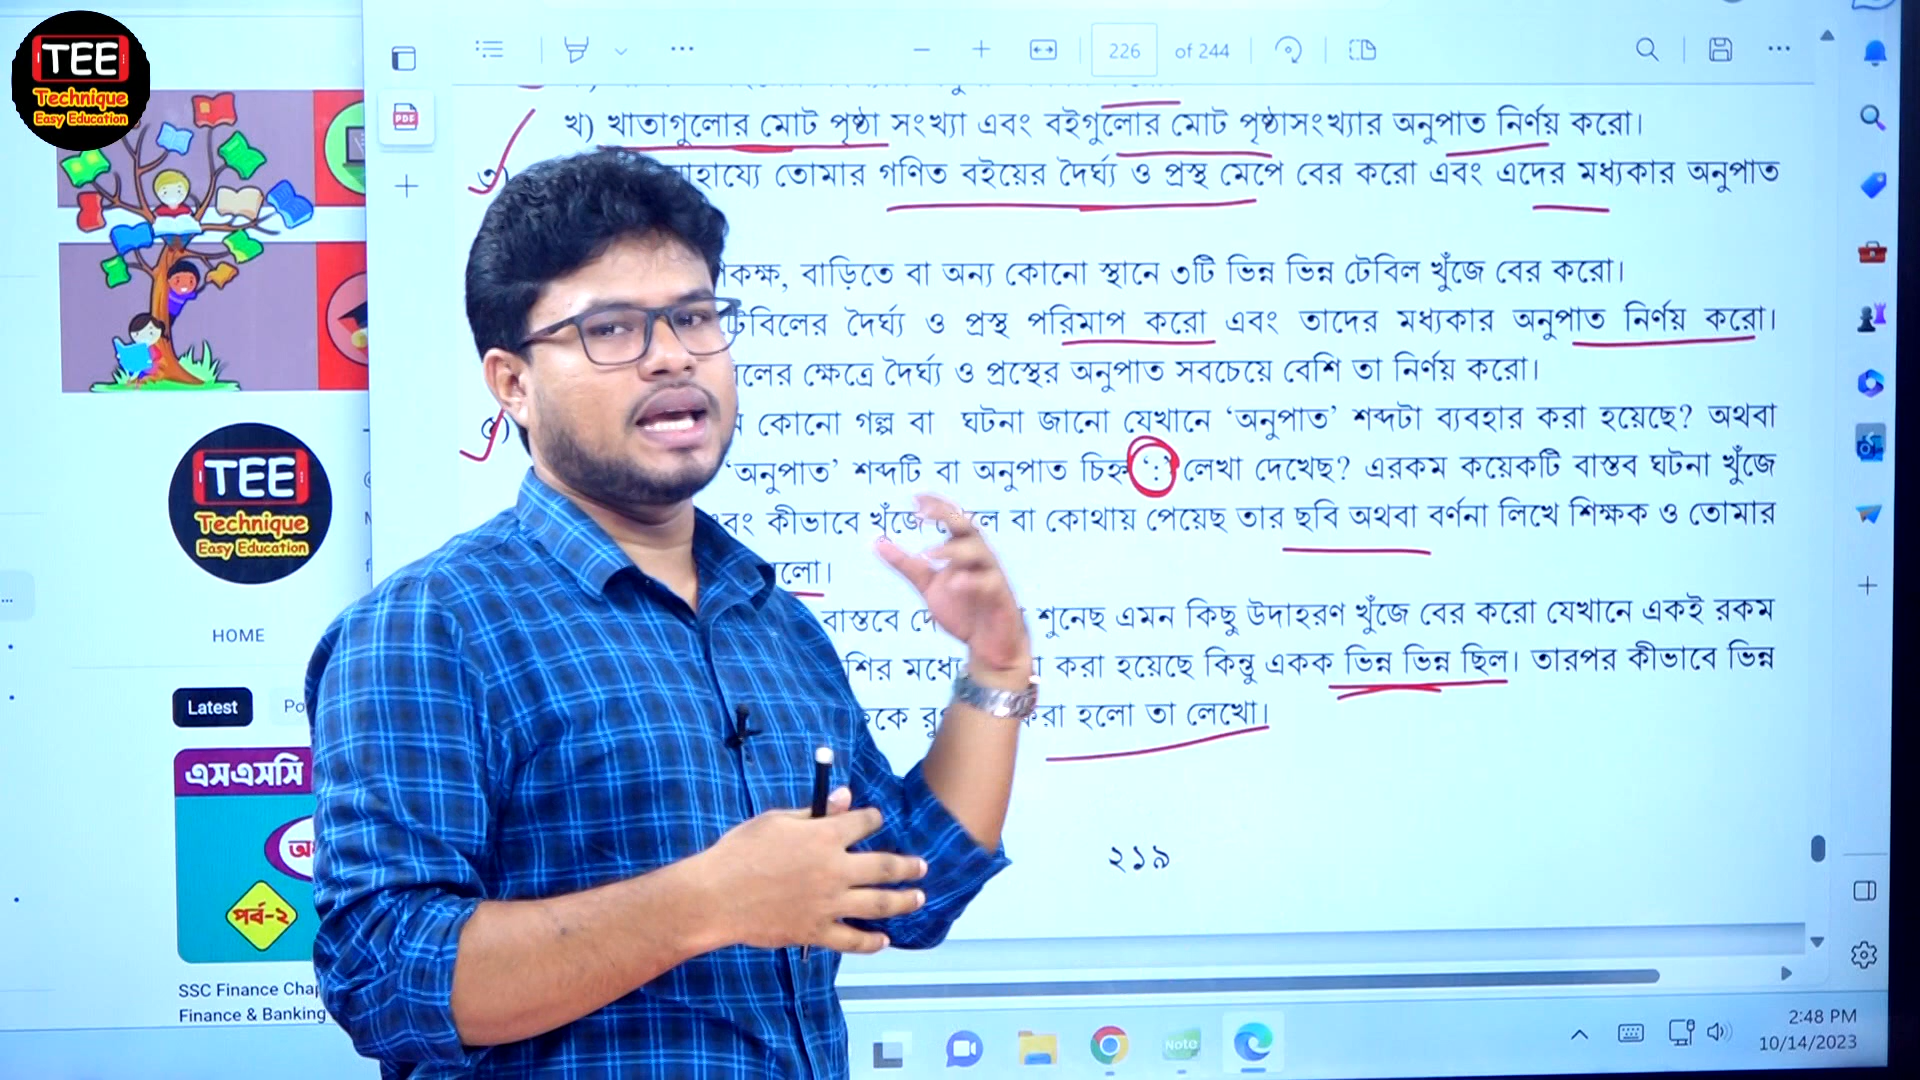 TEE
Technique
Easy Education
226 of 244
খ) খাতাগুলোর মোট পৃষ্ঠা সংখ্যা এবং বইগুলোর মোট পৃষ্ঠাসংখ্যার অনুপাত নির্ণয় করো।
৩) তোমার গণিত বইয়ের দৈর্ঘ্য ও প্রস্থ মেপে বের করো এবং এদের মধ্যকার অনুপাত
বাড়িতে বা অন্য কোনো স্থানে ৩টি ভিন্ন ভিন্ন টেবিল খুঁজে বের করো।
টেবিলের দৈর্ঘ্য ও প্রস্থ পরিমাপ করো এবং তাদের মধ্যকার অনুপাত নির্ণয় করো।
ক্ষেত্রে দৈর্ঘ্য ও প্রস্থের অনুপাত সবচেয়ে বেশি তা নির্ণয় করো।
৫) কোনো গল্প বা ঘটনা জানো যেখানে ‘অনুপাত’ শব্দটা ব্যবহার করা হয়েছে? অথবা
‘অনুপাত’ শব্দটি বা অনুপাত চিহ্ন ‘:’ লেখা দেখেছ? এরকম কয়েকটি বাস্তব ঘটনা খুঁজে
কীভাবে খুঁজে বা কোথায় পেয়েছ তার ছবি অথবা বর্ণনা লিখে শিক্ষক ও তোমার
বাস্তবে শুনেছ এমন কিছু উদাহরণ খুঁজে বের করো যেখানে একই রকম
করা হয়েছে কিন্তু একক ভিন্ন ভিন্ন ছিল। তারপর কীভাবে ভিন্ন
হলো তা লেখো।
২১৯
TEE
Technique
Easy Education
HOME
Latest
এসএসসি
পর্ব-২
SSC Finance
Finance & Banking
Note
2:48 PM
10/14/2023